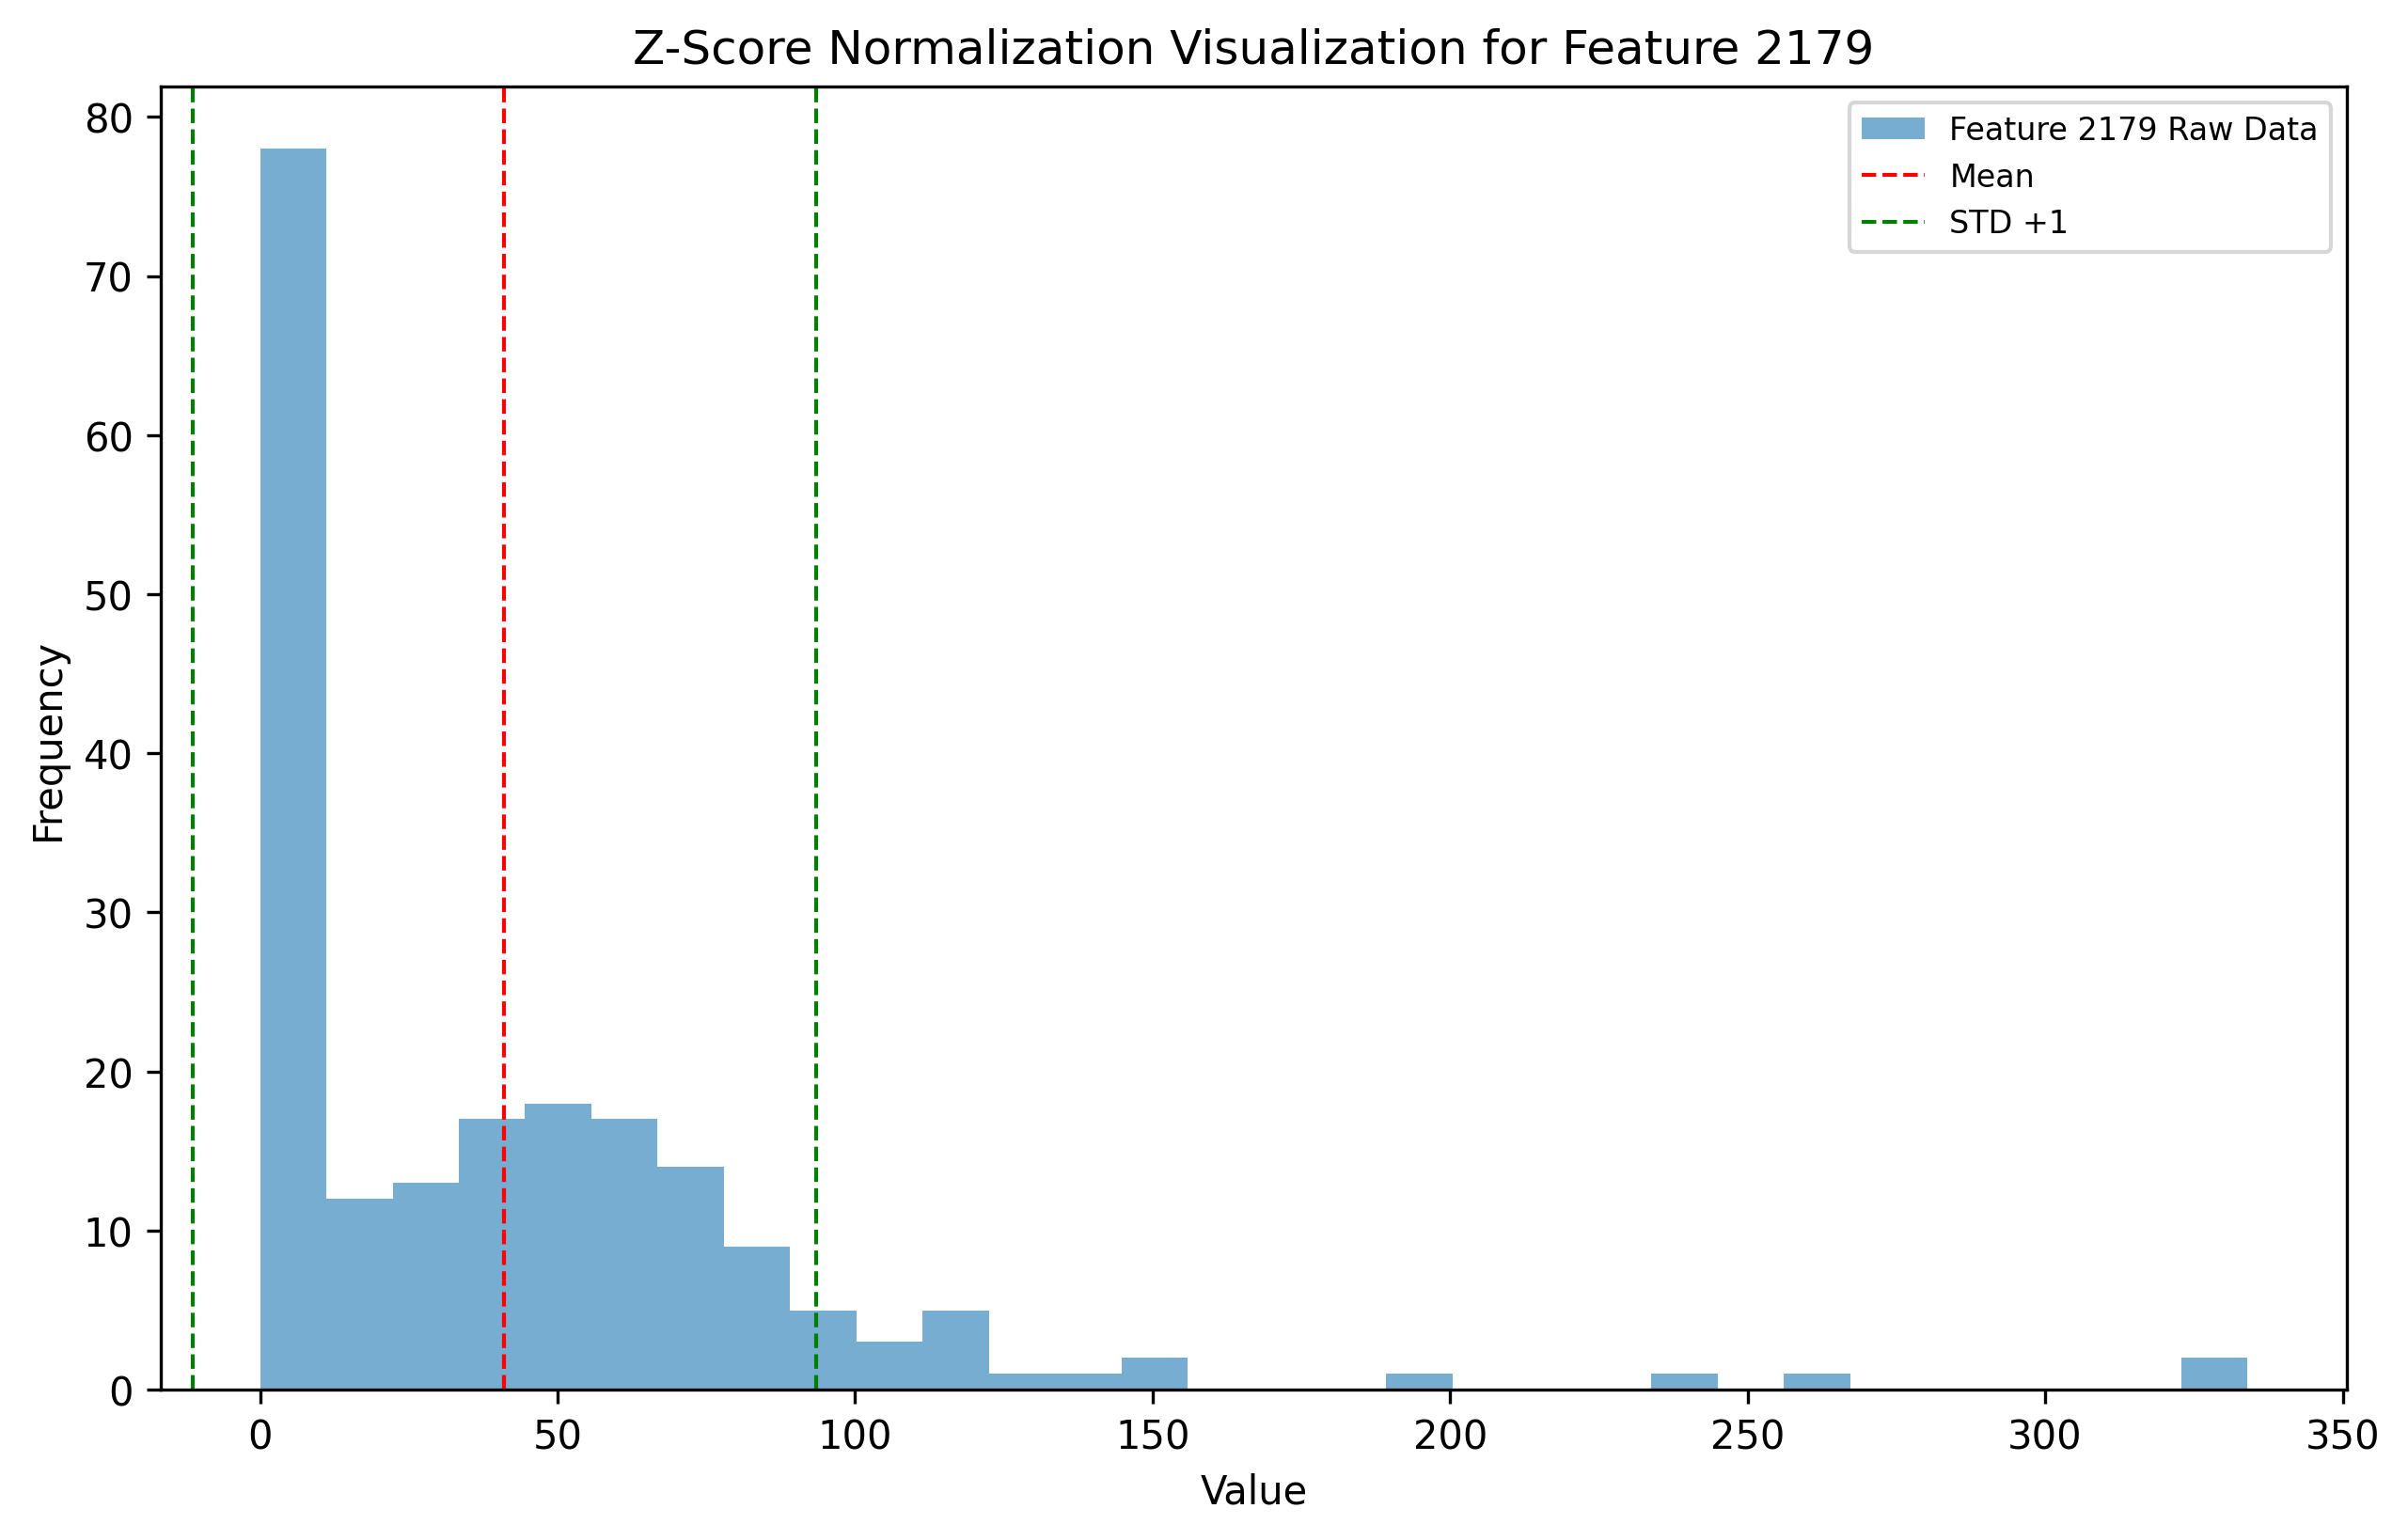 Z-Score Normalization Visualization for Feature 2179
Feature 2179 Raw Data
Mean
STD +1
80
70
60
50
40
30
20
10
0
Frequency
0 50 100 150 200 250 300 350
Value